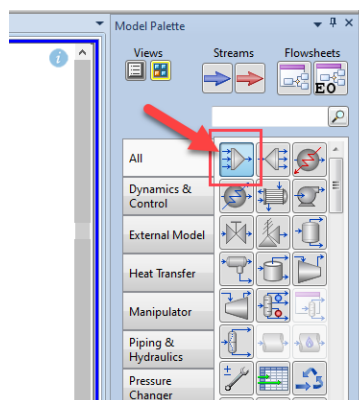 Model Palette
Views
Streams
Flowsheets
EO
All
Dynamics &
Control
External Model
Heat Transfer
Manipulator
Piping &
Hydraulics
Pressure
Changer